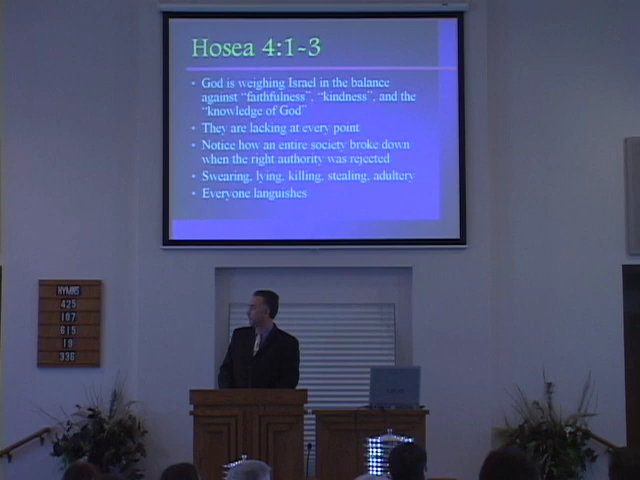 Hosea 4:1-3
• God is weighing Israel in the balance
against "faithfulness", "kindness", and the
"knowledge of God"
• They are lacking at every point
• Notice how an entire society broke down
when the right authority was rejected
• Swearing, lying, killing, stealing, adultery
• Everyone languishes
HYMNS
425
107
615
19
336